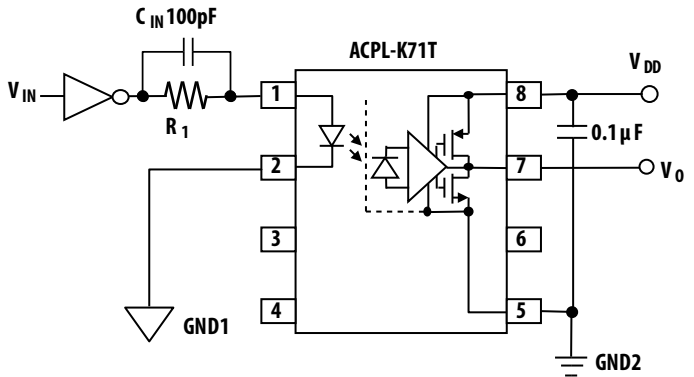 C IN 100pF
ACPL-K71T
V IN
R 1
1
8
V DD
0.1 µ F
2
7
V O
3
6
4
GND1
5
GND2